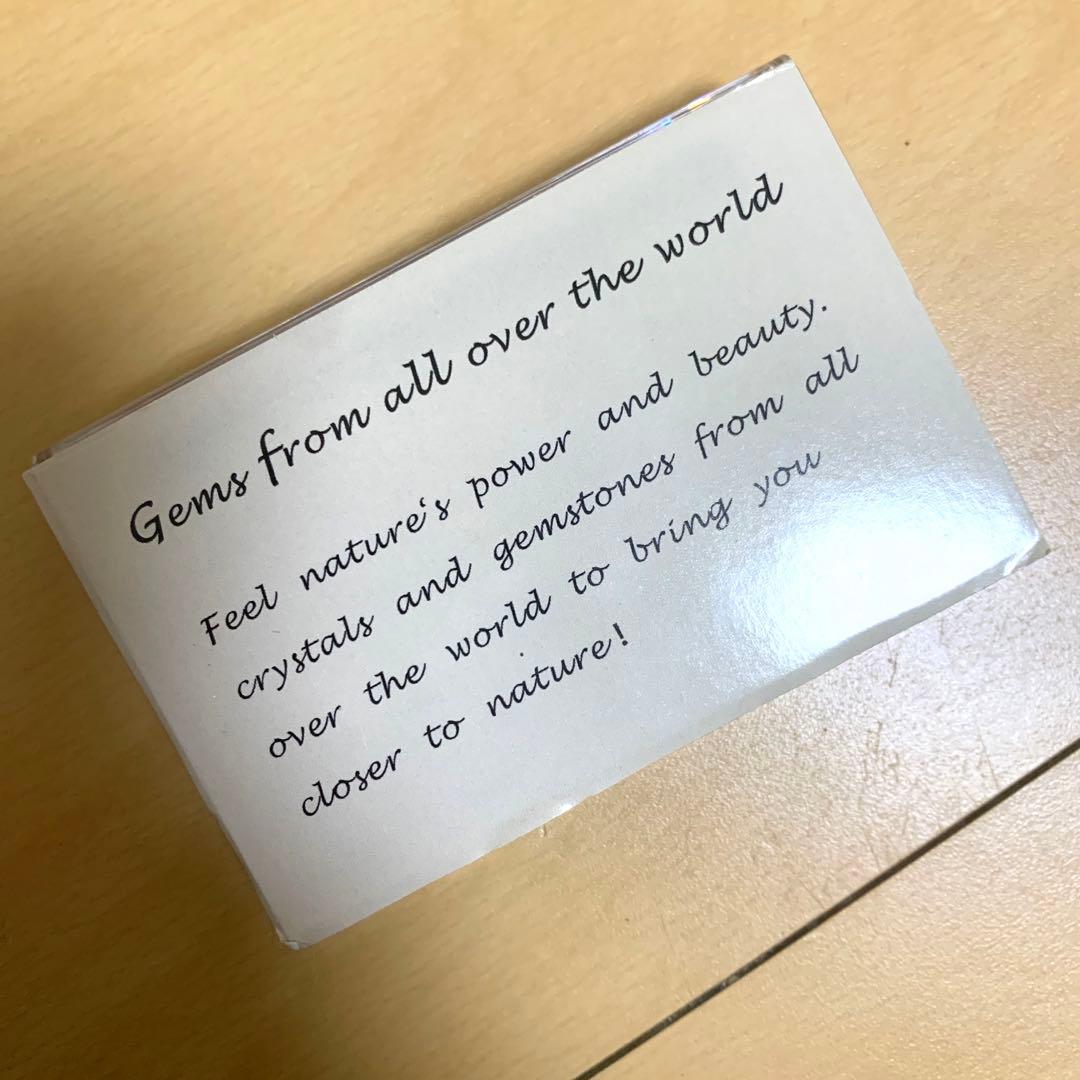 Gems from all over the world
Feel nature‘s power and beauty.
crystals and gemstones from all
over the world to bring you
closer to nature!